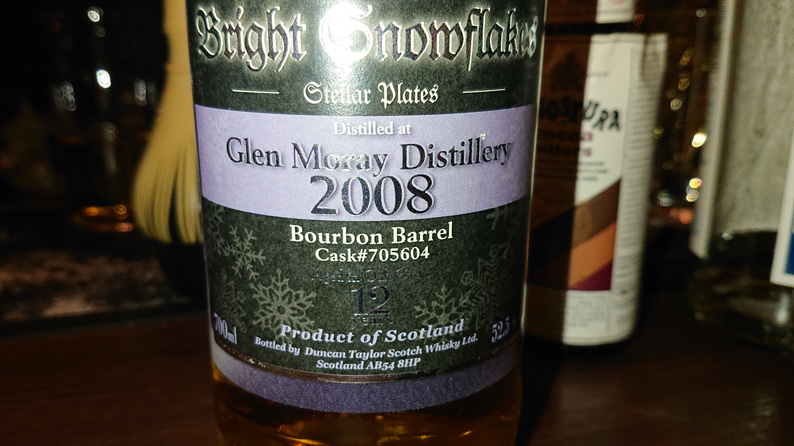 Bright Snowflakes
Stellar Plates
Distilled at
Glen Moray Distillery
2008
Bourbon Barrel
Cask#705604
12
700ml
Product of Scotland
52.5
Bottled by Duncan Taylor Scotch Whisky Ltd.
Scotland AB54 8HP